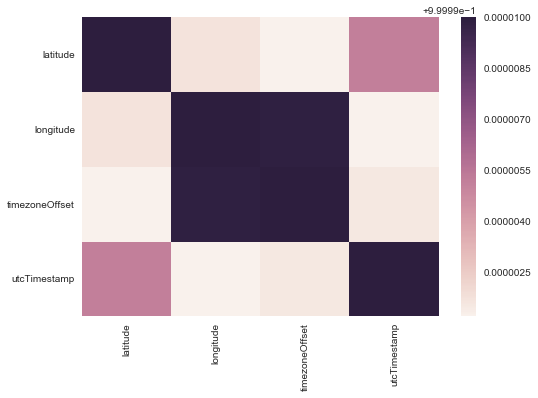 +9.9999e−1
0.0000100
0.0000085
0.0000070
0.0000055
0.0000040
0.0000025
latitude
longitude
timezoneOffset
utcTimestamp
latitude
longitude
timezoneOffset
utcTimestamp